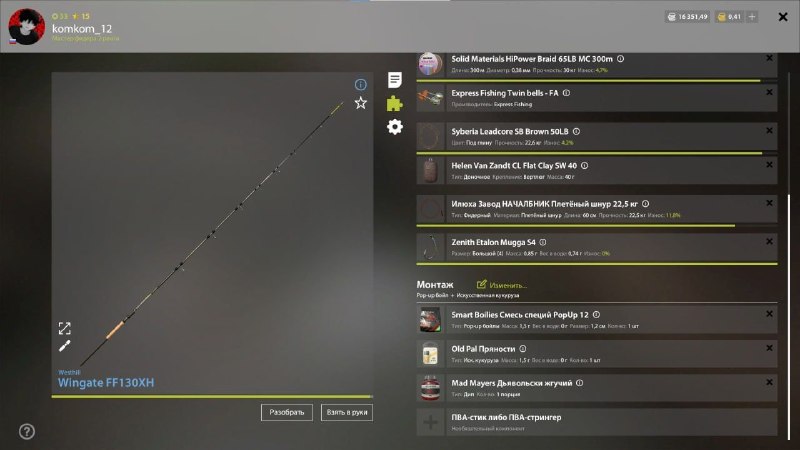 39 15
komkom_12
16 351,49
0,41
Solid Materials HiPower Braid 65LB MC 300m
Длина: 300 м Диаметр: 0,38 мм Прочность: 30 кг Износ: 4,7%
Express Fishing Twin bells - FA
Производитель: Express Fishing
Syberia Leadcore SB Brown 50LB
Цвет: Под глину Прочность: 22,6 кг Износ: 4,2%
Helen Van Zandt CL Flat Clay SW 40
Тип: Доночное Крепление: Вертлюг Масса: 40 г
Илюха Завод НАЧАЛБНИК Плетёный шнур 22,5 кг
Тип: Фидерный Материал: Плетёный шнур Длина: 60 см Прочность: 22,5 кг Износ: 11,8%
Zenith Etalon Mugga S4
Размер: Большой (4) Масса: 0,85 г Вес в воде: 0,74 г Износ: 0%
Монтаж Изменить...
Pop-up бойл + Искусственная кукуруза
Smart Boilies Смесь специй PopUp 12
Тип: Pop-up бойлы Масса: 1,5 г Вес в воде: 0 г Размер: 1,2 см Кол-во: 1 шт
Old Pal Пряности
Тип: Иск. кукуруза Масса: 1,5 г Вес в воде: 0 г Кол-во: 1 шт
Mad Mayers Дьявольски жгучий
Тип: Дип Кол-во: 1 порция
ПВА-стик либо ПВА-стрингер
Необязательный компонент
Westhill
Wingate FF130XH
Разобрать
Взять в руки